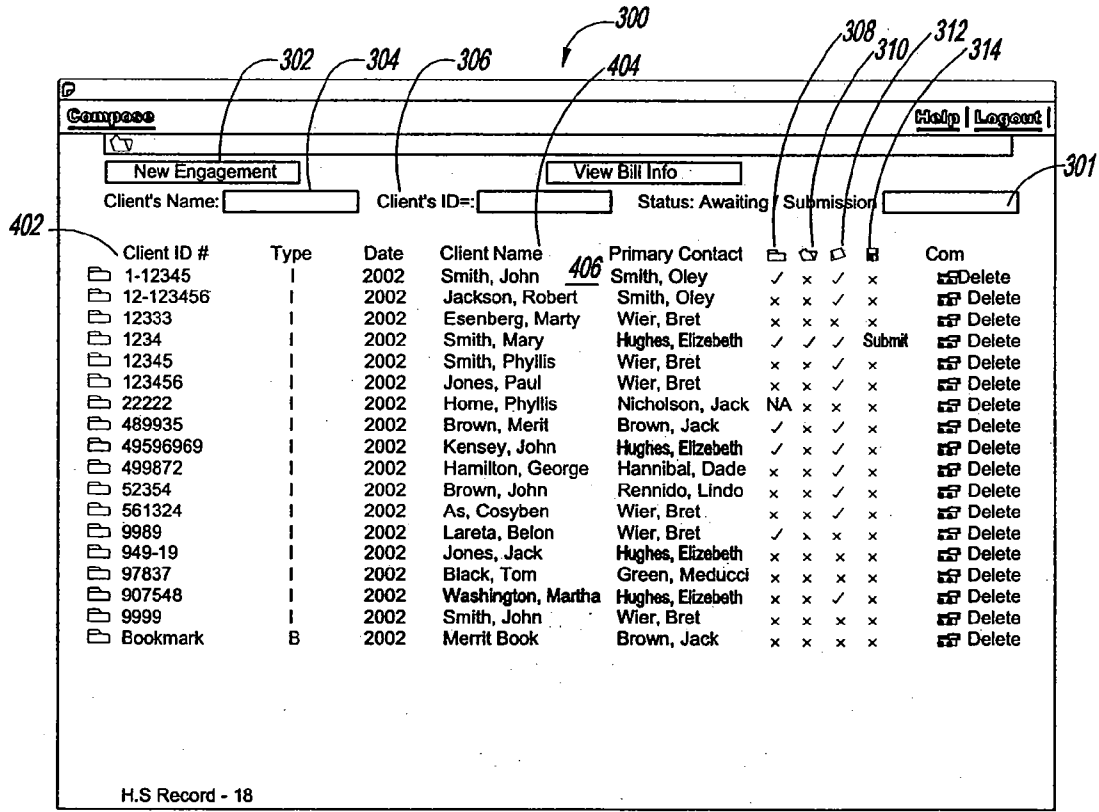 300
308
310
312
314
302
304
306
404
Compose
Help | Logout |
New Engagement
View Bill Info
301
Client's Name:
Client's ID=:
Status: Awaiting / Submission
402
Client ID # Type Date Client Name Primary Contact Com
406
1-12345 I 2002 Smith, John Smith, Oley ✓ × ✓ × Delete
12-123456 I 2002 Jackson, Robert Smith, Oley × × ✓ × Delete
12333 I 2002 Esenberg, Marty Wier, Bret × × × × Delete
1234 I 2002 Smith, Mary Hughes, Elizebeth ✓ ✓ ✓ Submit Delete
12345 I 2002 Smith, Phyllis Wier, Bret × × ✓ × Delete
123456 I 2002 Jones, Paul Wier, Bret × × ✓ × Delete
22222 I 2002 Home, Phyllis Nicholson, Jack NA × × × Delete
489935 I 2002 Brown, Merit Brown, Jack ✓ × ✓ × Delete
49596969 I 2002 Kensey, John Hughes, Elizebeth ✓ × ✓ × Delete
499872 I 2002 Hamilton, George Hannibal, Dade × × ✓ × Delete
52354 I 2002 Brown, John Rennido, Lindo × × ✓ × Delete
561324 I 2002 As, Cosyben Wier, Bret × × ✓ × Delete
9989 I 2002 Lareta, Belon Wier, Bret ✓ × × × Delete
949-19 I 2002 Jones, Jack Hughes, Elizebeth × × × × Delete
97837 I 2002 Black, Tom Green, Meducci × × × × Delete
907548 I 2002 Washington, Martha Hughes, Elizebeth × × ✓ × Delete
9999 I 2002 Smith, John Wier, Bret × × × × Delete
Bookmark B 2002 Merrit Book Brown, Jack × × × × Delete
H.S Record - 18